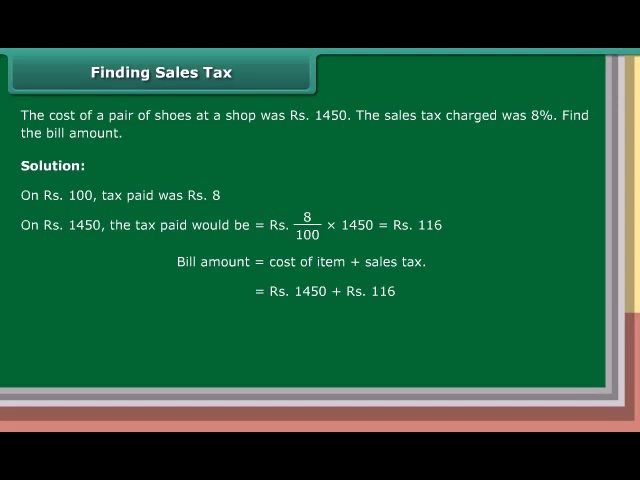 Finding Sales Tax
The cost of a pair of shoes at a shop was Rs. 1450. The sales tax charged was 8%. Find
the bill amount.
Solution:
On Rs. 100, tax paid was Rs. 8
On Rs. 1450, the tax paid would be = Rs. 8/100 × 1450 = Rs. 116
Bill amount = cost of item + sales tax.
= Rs. 1450 + Rs. 116